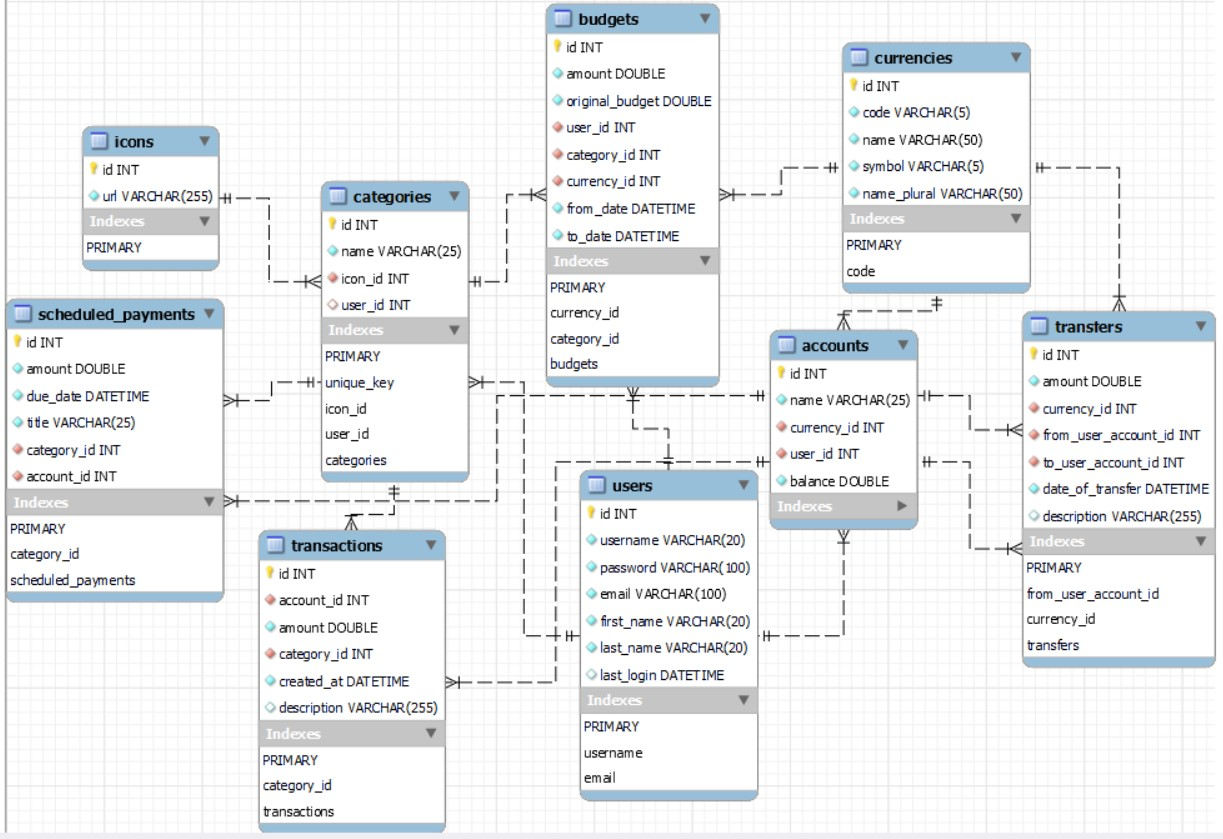 budgets
id INT
amount DOUBLE
original_budget DOUBLE
user_id INT
category_id INT
currency_id INT
from_date DATETIME
to_date DATETIME
Indexes
PRIMARY
currency_id
category_id
budgets
currencies
id INT
code VARCHAR(5)
name VARCHAR(50)
symbol VARCHAR(5)
name_plural VARCHAR(50)
Indexes
PRIMARY
code
icons
id INT
url VARCHAR(255)
Indexes
PRIMARY
categories
id INT
name VARCHAR(25)
icon_id INT
user_id INT
Indexes
PRIMARY
unique_key
icon_id
user_id
categories
scheduled_payments
id INT
amount DOUBLE
due_date DATETIME
title VARCHAR(25)
category_id INT
account_id INT
Indexes
PRIMARY
category_id
scheduled_payments
transfers
id INT
amount DOUBLE
currency_id INT
from_user_account_id INT
to_user_account_id INT
date_of_transfer DATETIME
description VARCHAR(255)
Indexes
PRIMARY
from_user_account_id
currency_id
transfers
accounts
id INT
name VARCHAR(25)
currency_id INT
user_id INT
balance DOUBLE
Indexes
users
id INT
username VARCHAR(20)
password VARCHAR(100)
email VARCHAR(100)
first_name VARCHAR(20)
last_name VARCHAR(20)
last_login DATETIME
Indexes
PRIMARY
username
email
transactions
id INT
account_id INT
amount DOUBLE
category_id INT
created_at DATETIME
description VARCHAR(255)
Indexes
PRIMARY
category_id
transactions